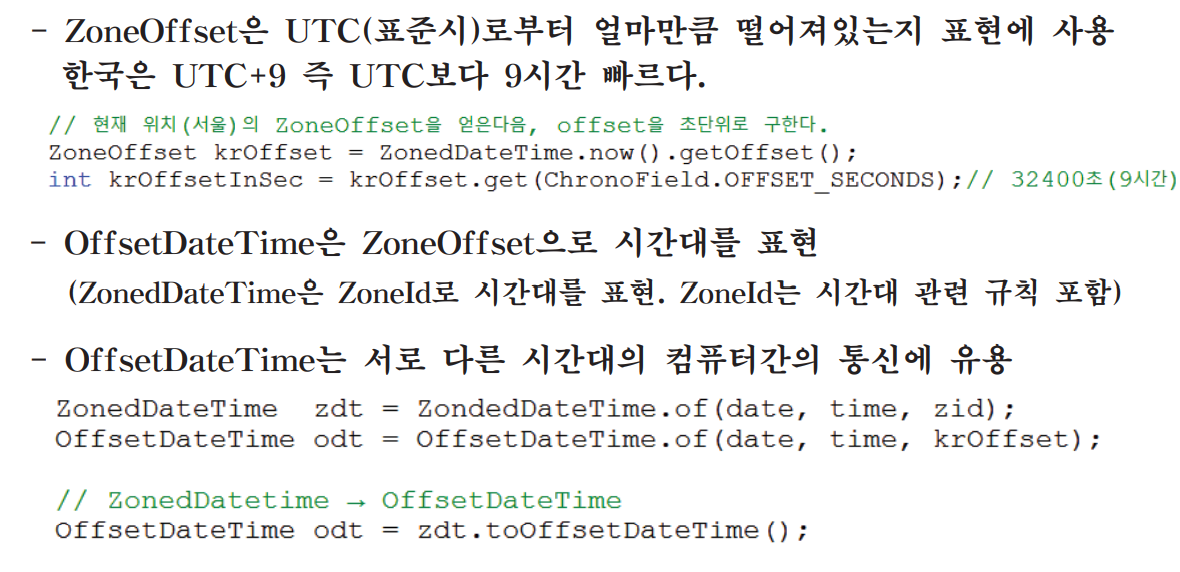 - ZoneOffset은 UTC(표준시)로부터 얼마만큼 떨어져있는지 표현에 사용
한국은 UTC+9 즉 UTC보다 9시간 빠르다.
// 현재 위치(서울)의 ZoneOffset을 얻은다음, offset을 초단위로 구한다.
ZoneOffset krOffset = ZonedDateTime.now().getOffset();
int krOffsetInSec = krOffset.get(ChronoField.OFFSET_SECONDS);// 32400초(9시간)
- OffsetDateTime은 ZoneOffset으로 시간대를 표현
(ZonedDateTime은 ZoneId로 시간대를 표현. ZoneId는 시간대 관련 규칙 포함)
- OffsetDateTime는 서로 다른 시간대의 컴퓨터간의 통신에 유용
ZonedDateTime  zdt = ZondedDateTime.of(date, time, zid);
OffsetDateTime odt = OffsetDateTime.of(date, time, krOffset);
// ZonedDatetime → OffsetDateTime
OffsetDateTime odt = zdt.toOffsetDateTime();